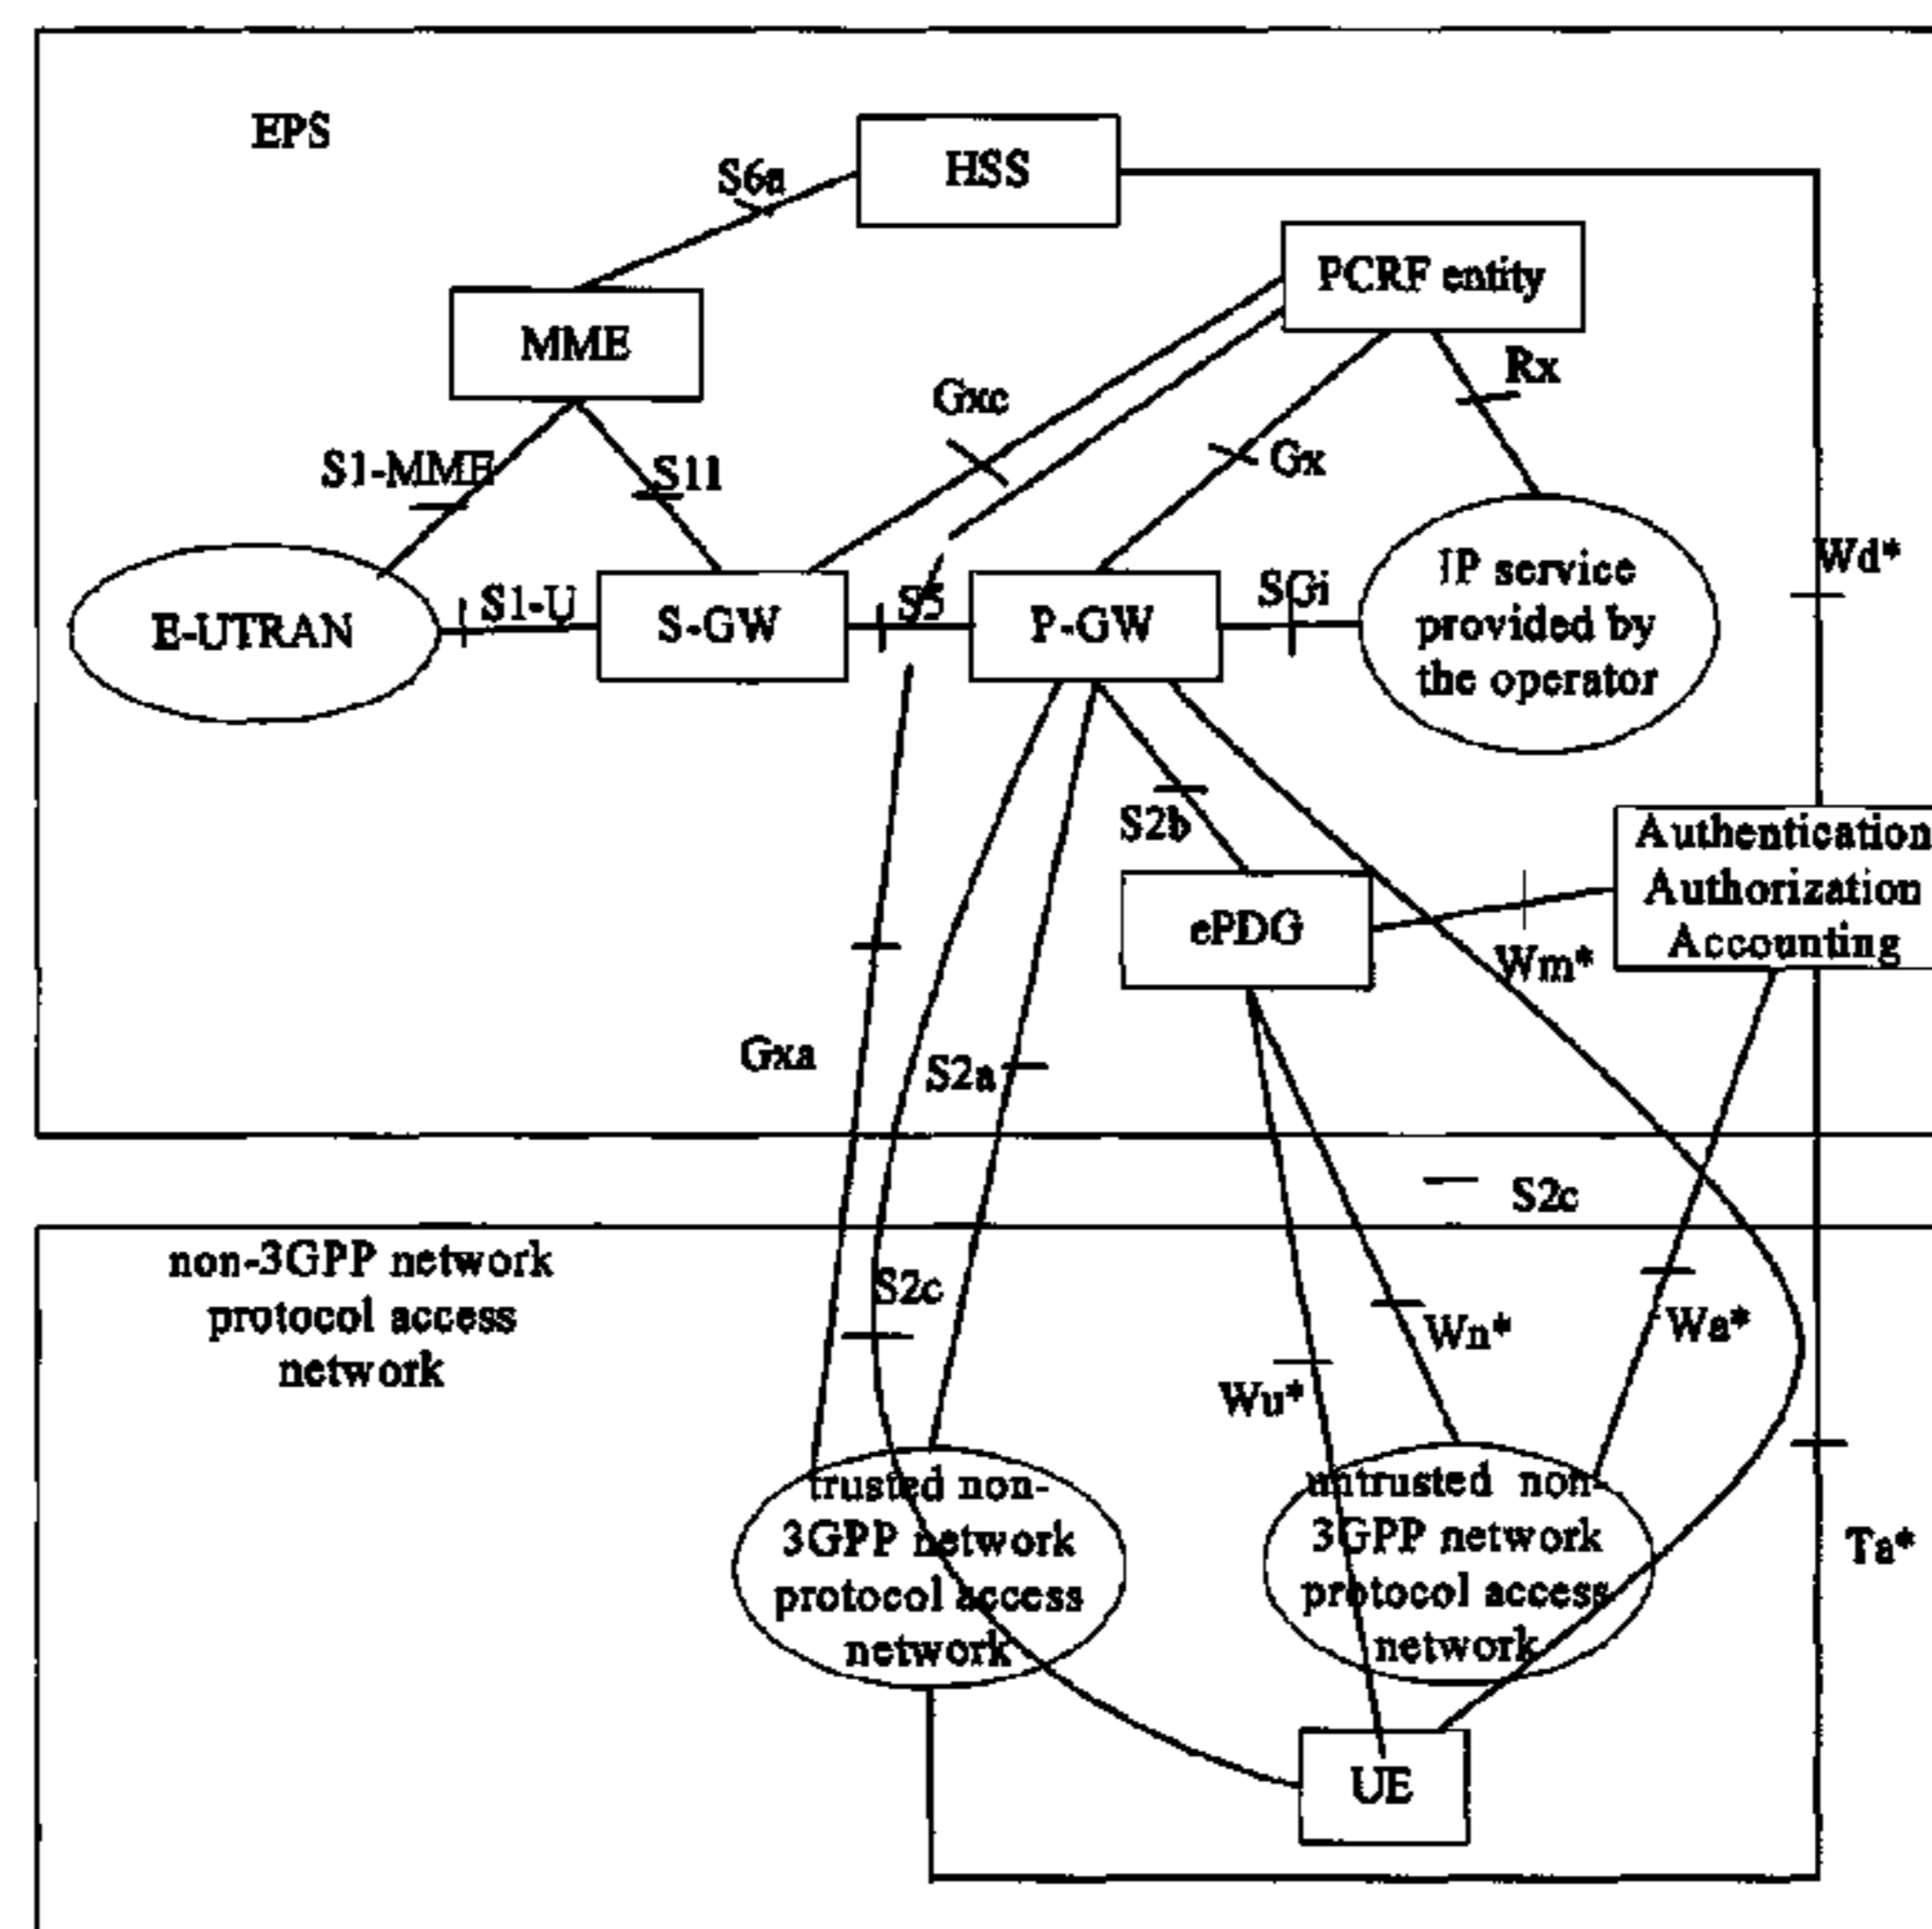 EPS
HSS
S6a
PCRF entity
MME
Rx
Gxc
S1-MME
S11
Gx
Wd*
IP service
provided by
the operator
E-UTRAN
S1-U
S-GW
S5
P-GW
SGi
S2b
Authentication
Authorization
Accounting
ePDG
Wm*
Gxa
S2a
S2c
non-3GPP network
protocol access
network
S2c
Wn*
Wa*
Wu*
trusted non-
3GPP network
protocol access
network
untrusted non-
3GPP network
protocol access
network
Ta*
UE